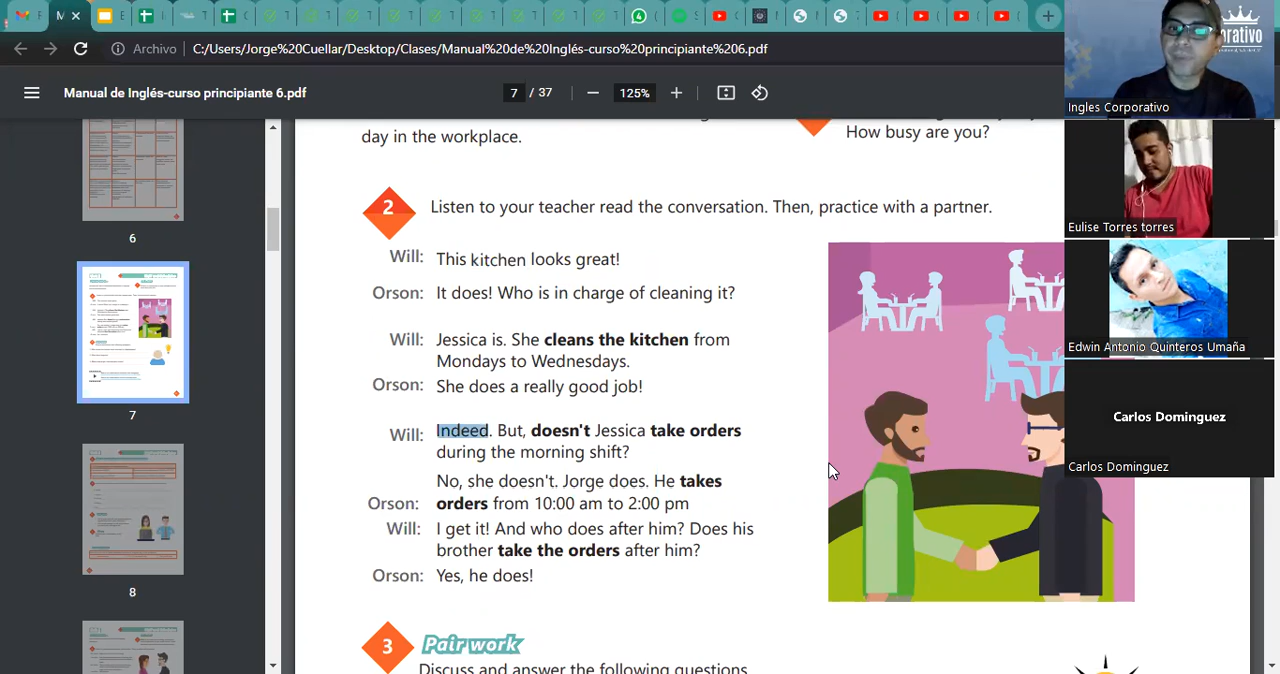 Archivo
C:/Users/Jorge%20Cuellar/Desktop/Clases/Manual%20de%20Inglés-curso%20principiante%206.pdf
Manual de Inglés-curso principiante 6.pdf
7 / 37
125%
day in the workplace.
How busy are you?
2
Listen to your teacher read the conversation. Then, practice with a partner.
Will: This kitchen looks great!
Orson: It does! Who is in charge of cleaning it?
Will: Jessica is. She cleans the kitchen from
Mondays to Wednesdays.
Orson: She does a really good job!
Will: Indeed. But, doesn't Jessica take orders
during the morning shift?
No, she doesn't. Jorge does. He takes
Orson: orders from 10:00 am to 2:00 pm
Will: I get it! And who does after him? Does his
brother take the orders after him?
Orson: Yes, he does!
3
Pair work
Discuss and answer the following questions
6
7
8
Ingles Corporativo
Eulise Torres torres
Edwin Antonio Quinteros Umaña
Carlos Dominguez
Carlos Dominguez